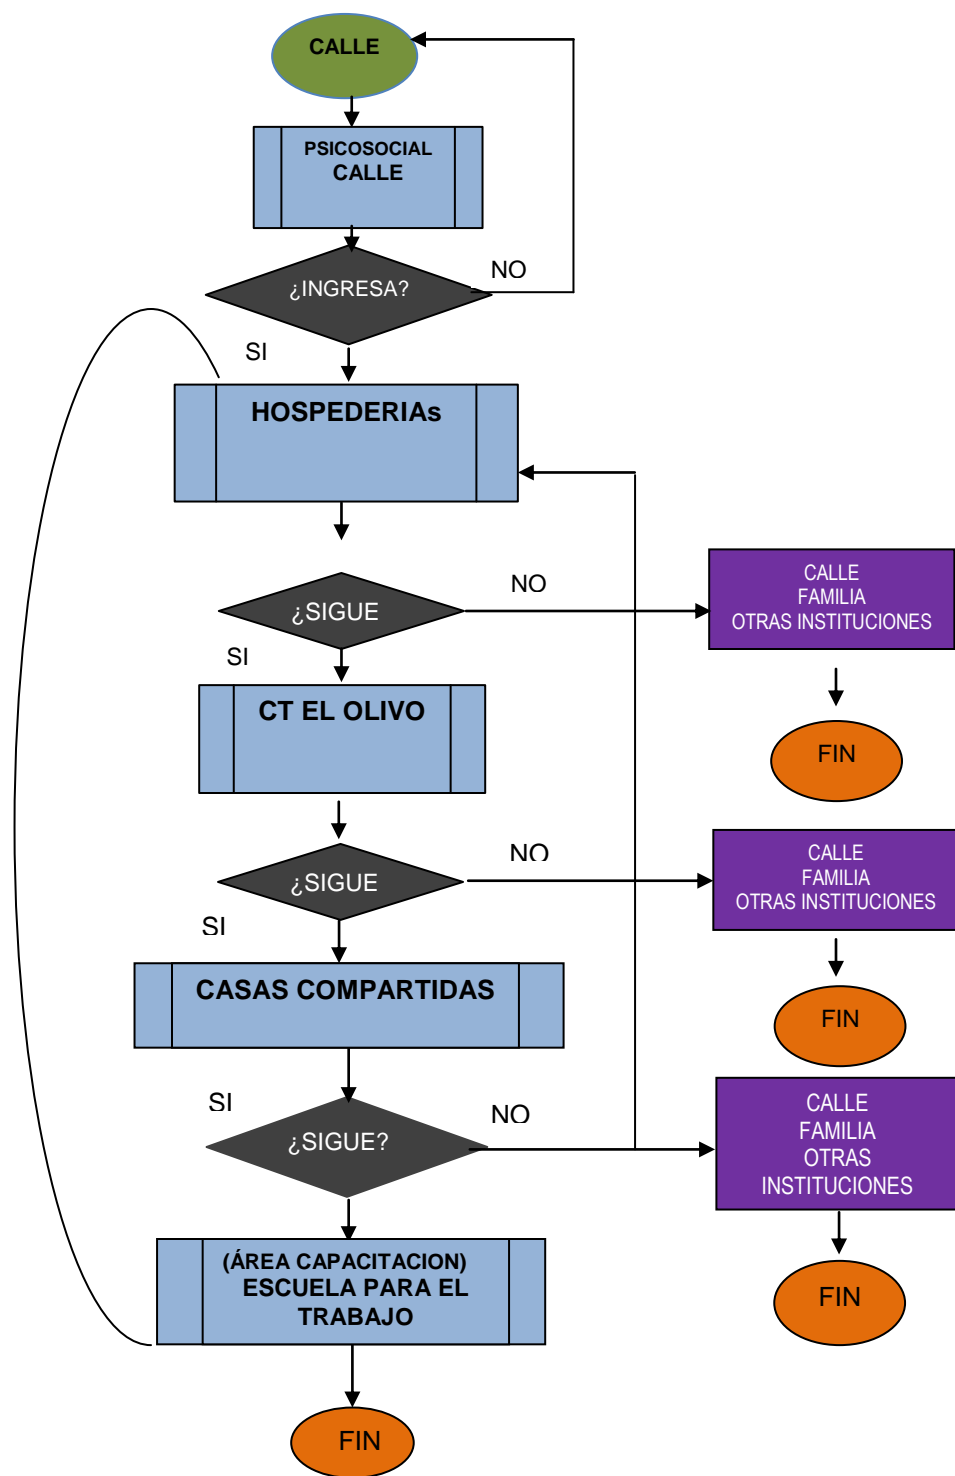 CALLE
PSICOSOCIAL
CALLE
¿INGRESA?
NO
SI
HOSPEDERIAs
¿SIGUE
NO
CALLE
FAMILIA
OTRAS INSTITUCIONES
SI
CT EL OLIVO
FIN
¿SIGUE
NO
CALLE
FAMILIA
OTRAS INSTITUCIONES
SI
CASAS COMPARTIDAS
FIN
SI
¿SIGUE?
NO
CALLE
FAMILIA
OTRAS
INSTITUCIONES
(ÁREA CAPACITACION)
ESCUELA PARA EL
TRABAJO
FIN
FIN